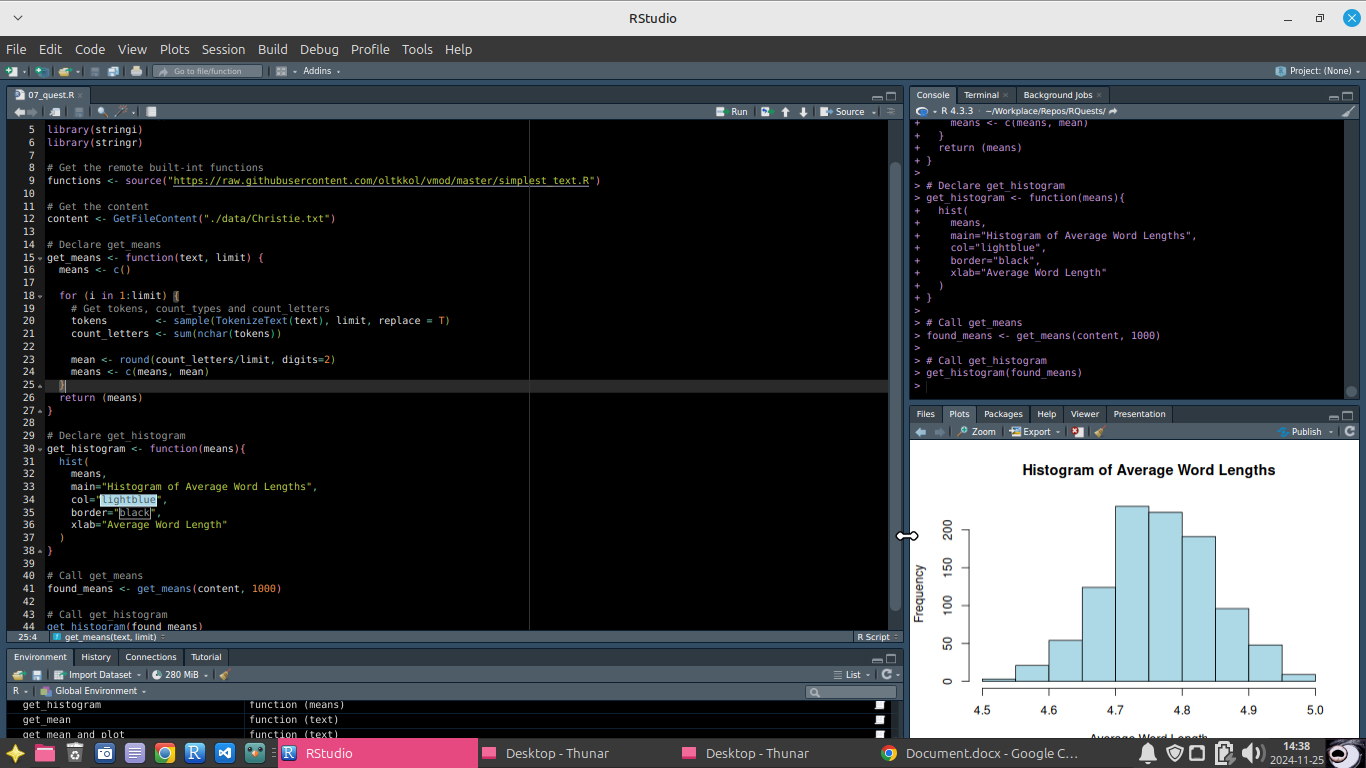 RStudio
File Edit Code View Plots Session Build Debug Profile Tools Help
Go to file/function Addins Project: (None)
07_quest.R
Run Source
5 library(stringi)
6 library(stringr)
7
8 # Get the remote built-int functions
9 functions <- source("https://raw.githubusercontent.com/oltkkol/vmod/master/simplest_text.R")
10
11 # Get the content
12 content <- GetFileContent("./data/Christie.txt")
13
14 # Declare get_means
15 get_means <- function(text, limit) {
16 means <- c()
17
18 for (i in 1:limit) {
19 # Get tokens, count_types and count_letters
20 tokens <- sample(TokenizeText(text), limit, replace = T)
21 count_letters <- sum(nchar(tokens))
22
23 mean <- round(count_letters/limit, digits=2)
24 means <- c(means, mean)
25 }
26 return (means)
27 }
28
29 # Declare get_histogram
30 get_histogram <- function(means){
31 hist(
32 means,
33 main="Histogram of Average Word Lengths",
34 col="lightblue",
35 border="black",
36 xlab="Average Word Length"
37 )
38 }
39
40 # Call get_means
41 found_means <- get_means(content, 1000)
42
43 # Call get_histogram
44 get_histogram(found_means)
25:4 get_means(text, limit) R Script
Environment History Connections Tutorial
Import Dataset 280 MiB List
R Global Environment
get_histogram function (means)
get_mean function (text)
get_mean_and_plot function (text)
Console Terminal Background Jobs
R 4.3.3 · ~/Workplace/Repos/RQuests/
+ means <- c(means, mean)
+ }
+ return (means)
+ }
>
> # Declare get_histogram
> get_histogram <- function(means){
+ hist(
+ means,
+ main="Histogram of Average Word Lengths",
+ col="lightblue",
+ border="black",
+ xlab="Average Word Length"
+ )
+ }
>
> # Call get_means
> found_means <- get_means(content, 1000)
>
> # Call get_histogram
> get_histogram(found_means)
>
Files Plots Packages Help Viewer Presentation
Zoom Export Publish
Histogram of Average Word Lengths
Frequency
200
150
100
50
0
4.5 4.6 4.7 4.8 4.9 5.0
Average Word Length
RStudio Desktop - Thunar Desktop - Thunar Document.docx - Google C... 14:38
2024-11-25